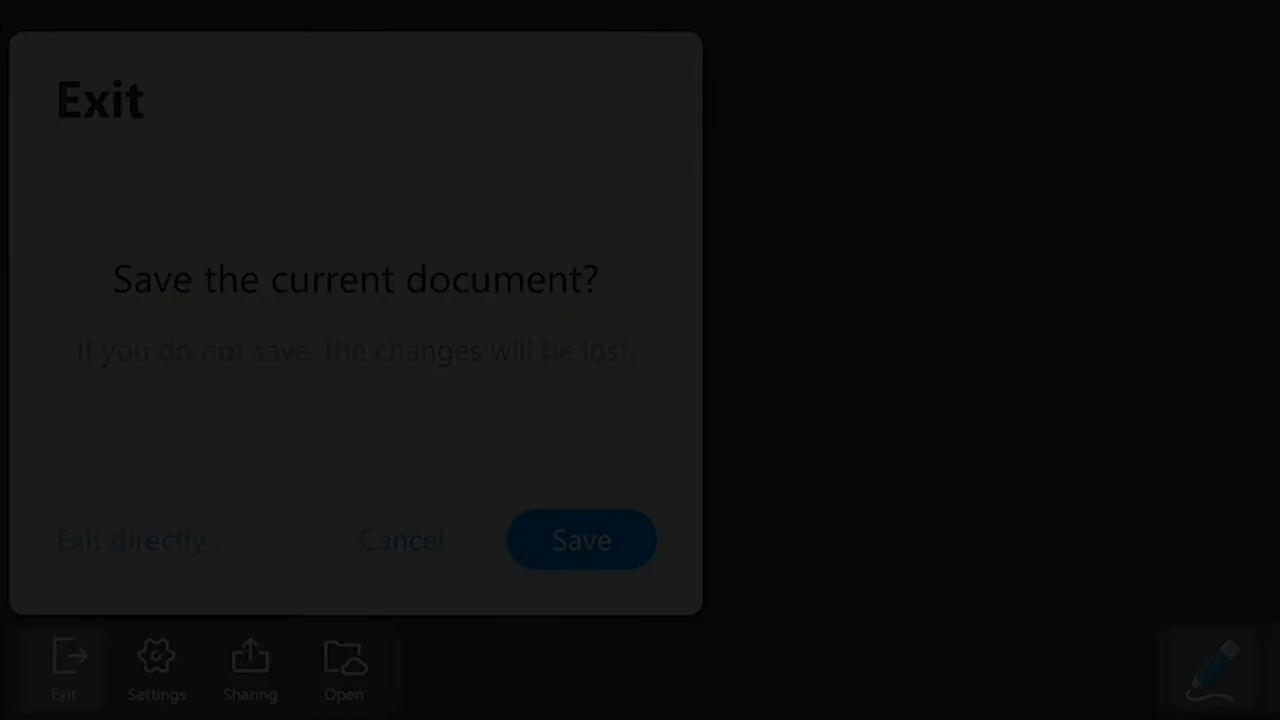 Exit
Save the current document?
If you do not save, the changes will be lost.
Exit directly Cancel Save
Exit Settings Sharing Open